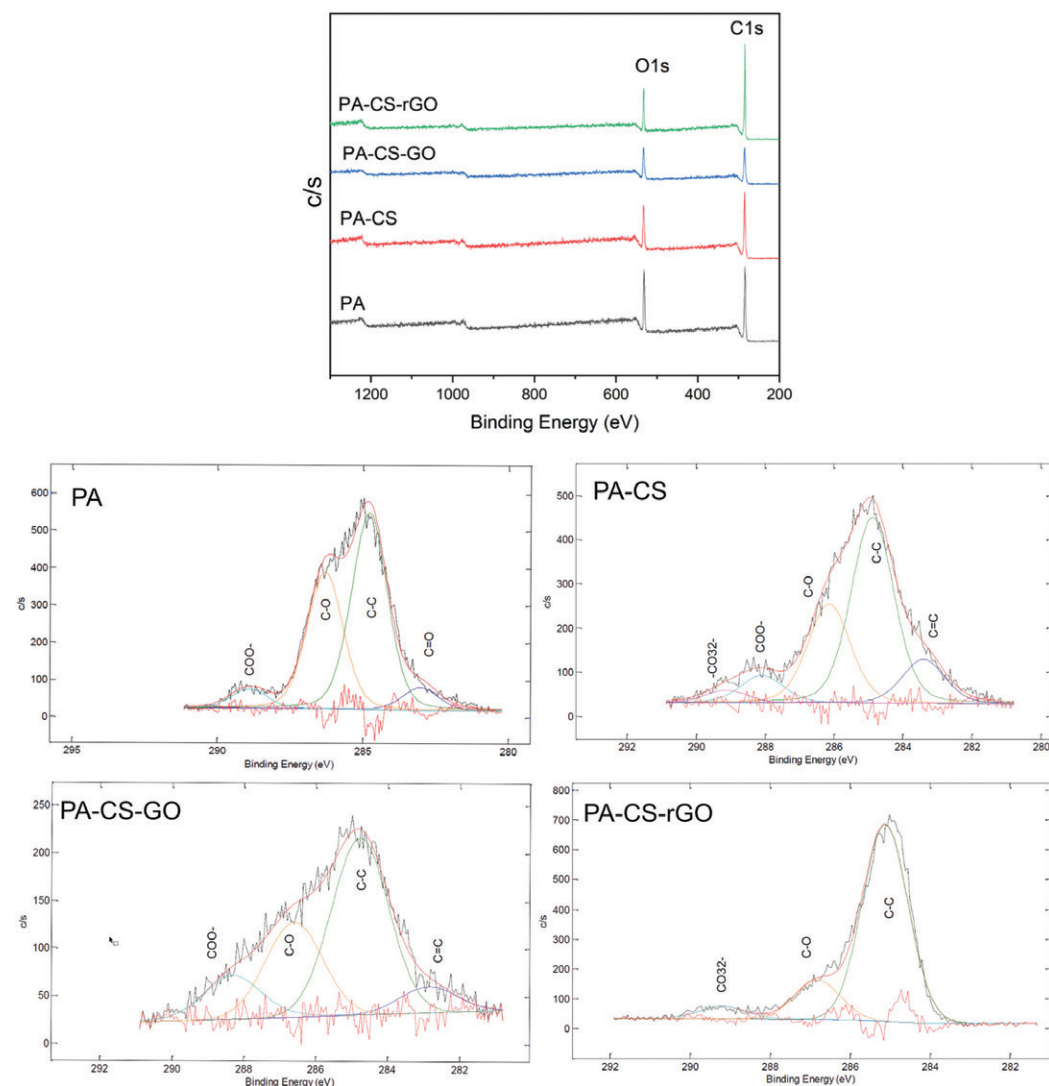 C1s
O1s
PA-CS-rGO
PA-CS-GO
PA-CS
PA
c/s
1200 1000 800 600 400 200
Binding Energy (eV)
PA
600
500
400
300
200
100
0
c/s
COO-
C-O
C-C
C=O
295 290 285 280
Binding Energy (eV)
PA-CS
500
400
300
200
100
0
c/s
-CO32-
COO-
C-O
C-C
C=C
292 290 288 286 284 282 280
Binding Energy (eV)
PA-CS-GO
250
200
150
100
50
0
c/s
COO-
C-O
C-C
C=C
292 290 288 286 284 282
Binding Energy (eV)
PA-CS-rGO
800
700
600
500
400
300
200
100
0
c/s
CO32-
C-O
C-C
292 290 288 286 284 282
Binding Energy (eV)